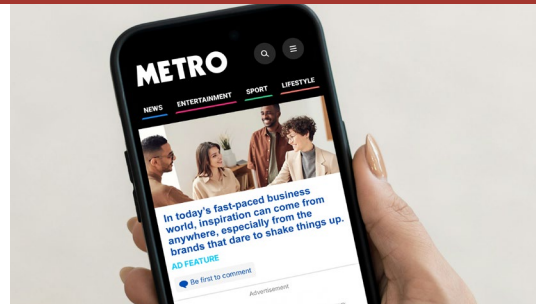 METRO
NEWS ENTERTAINMENT SPORT LIFESTYLE
In today's fast-paced business
world, inspiration can come from
anywhere, especially from the
brands that dare to shake things up.
AD FEATURE
Be first to comment
Advertisement